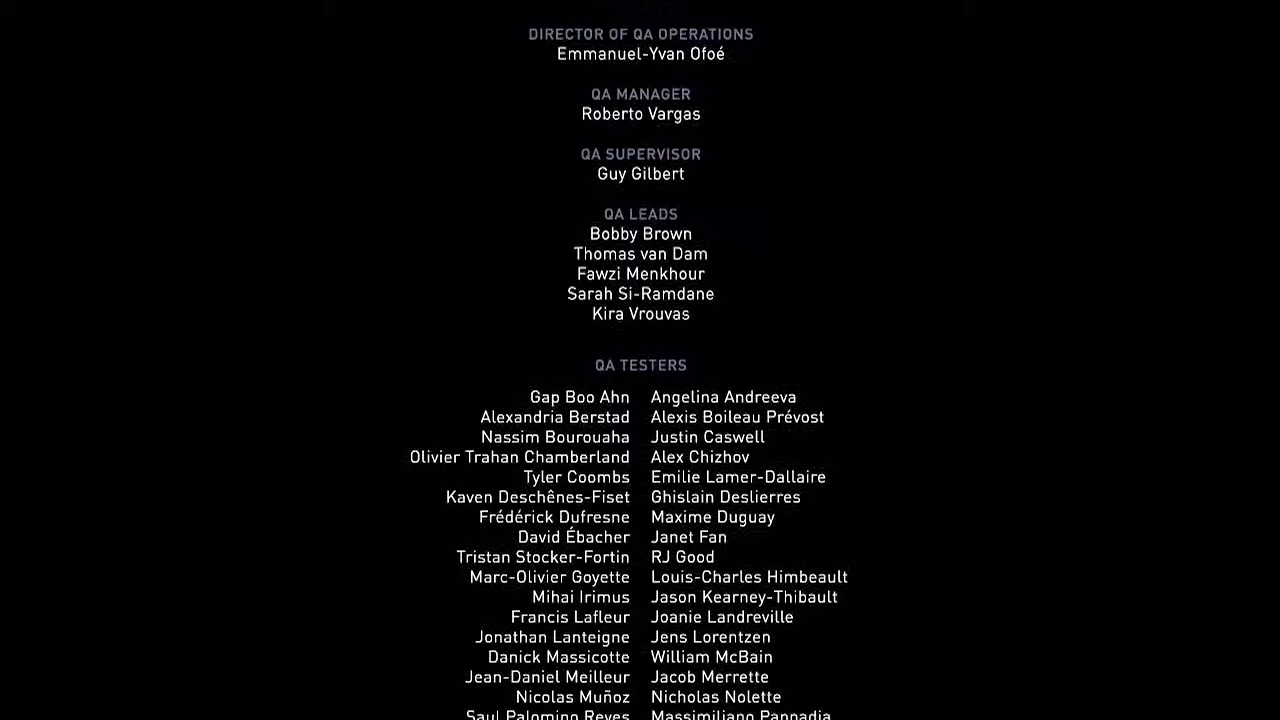 DIRECTOR OF QA OPERATIONS
Emmanuel-Yvan Ofoé
QA MANAGER
Roberto Vargas
QA SUPERVISOR
Guy Gilbert
QA LEADS
Bobby Brown
Thomas van Dam
Fawzi Menkhour
Sarah Si-Ramdane
Kira Vrouvas
QA TESTERS
Gap Boo Ahn Angelina Andreeva
Alexandria Berstad Alexis Boileau Prévost
Nassim Bourouaha Justin Caswell
Olivier Trahan Chamberland Alex Chizhov
Tyler Coombs Emilie Lamer-Dallaire
Kaven Deschênes-Fiset Ghislain Deslierres
Frédérick Dufresne Maxime Duguay
David Ébacher Janet Fan
Tristan Stocker-Fortin RJ Good
Marc-Olivier Goyette Louis-Charles Himbeault
Mihai Irimus Jason Kearney-Thibault
Francis Lafleur Joanie Landreville
Jonathan Lanteigne Jens Lorentzen
Danick Massicotte William McBain
Jean-Daniel Meilleur Jacob Merrette
Nicolas Muñoz Nicholas Nolette
Saul Palomino Reyes Massimiliano Pappadia